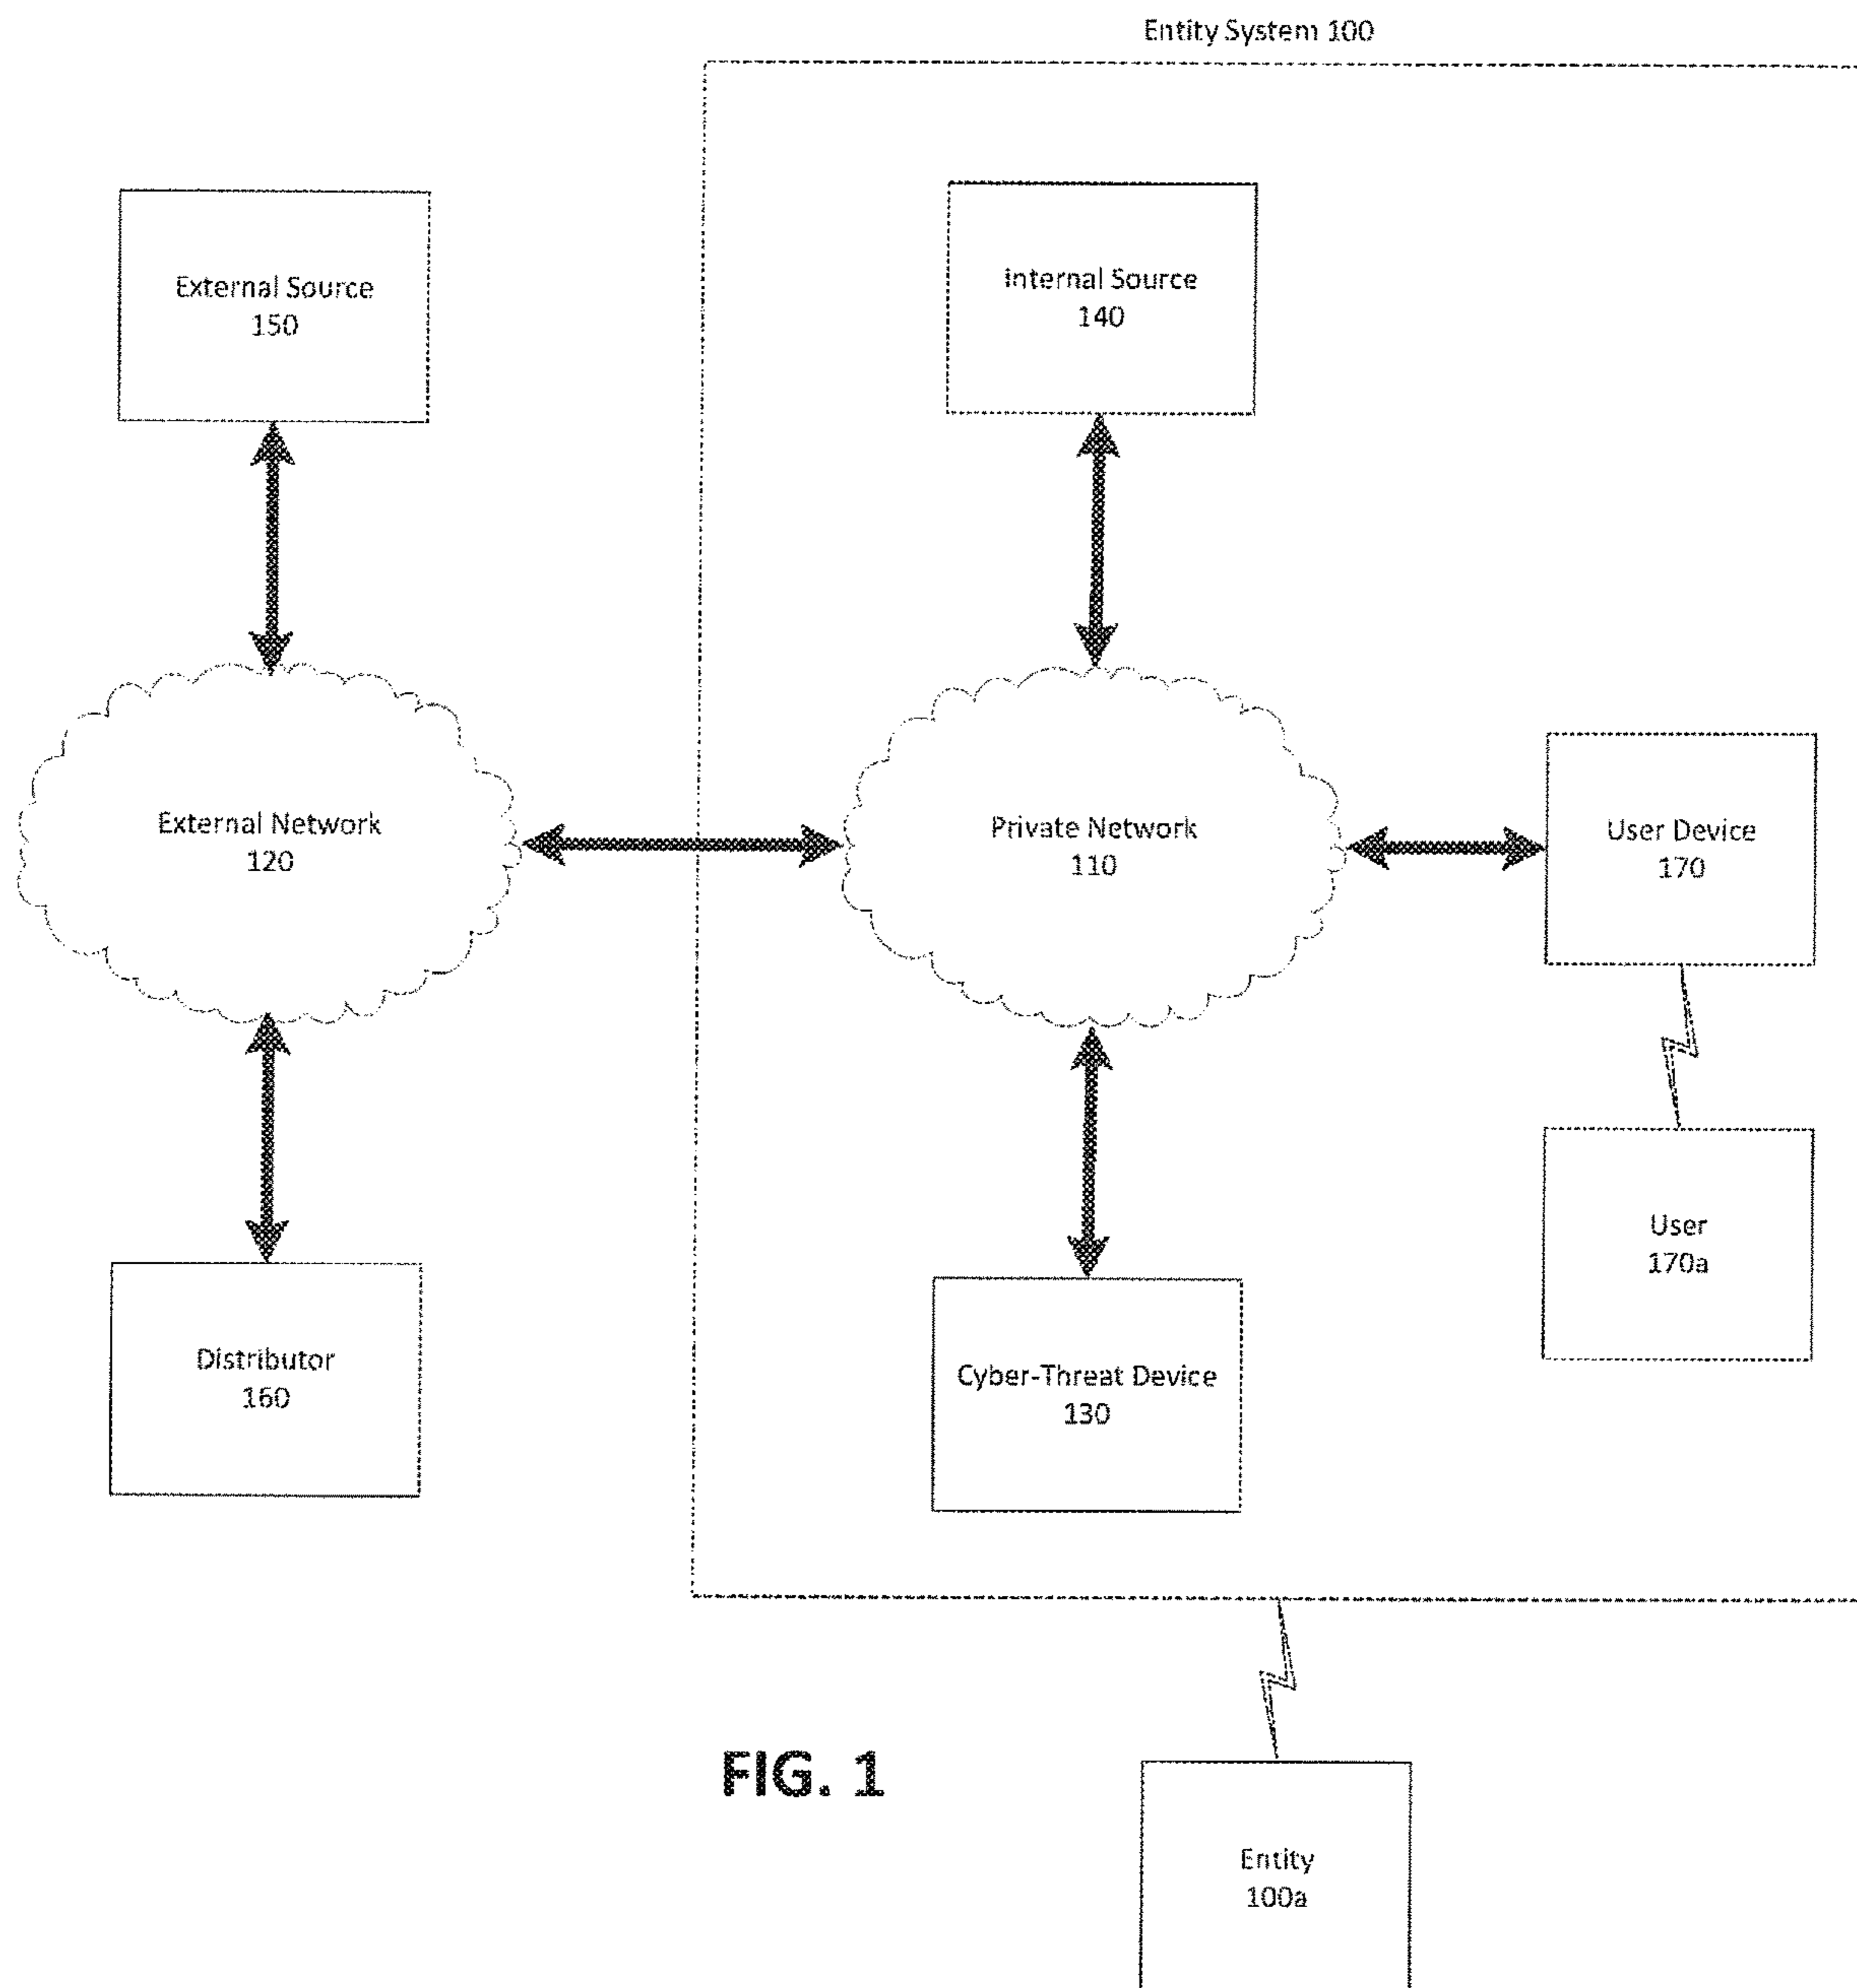 Entity System 100
External Source
150
Internal Source
140
External Network
120
Private Network
110
User Device
170
User
170a
Distributor
160
Cyber-Threat Device
130
FIG. 1
Entity
100a